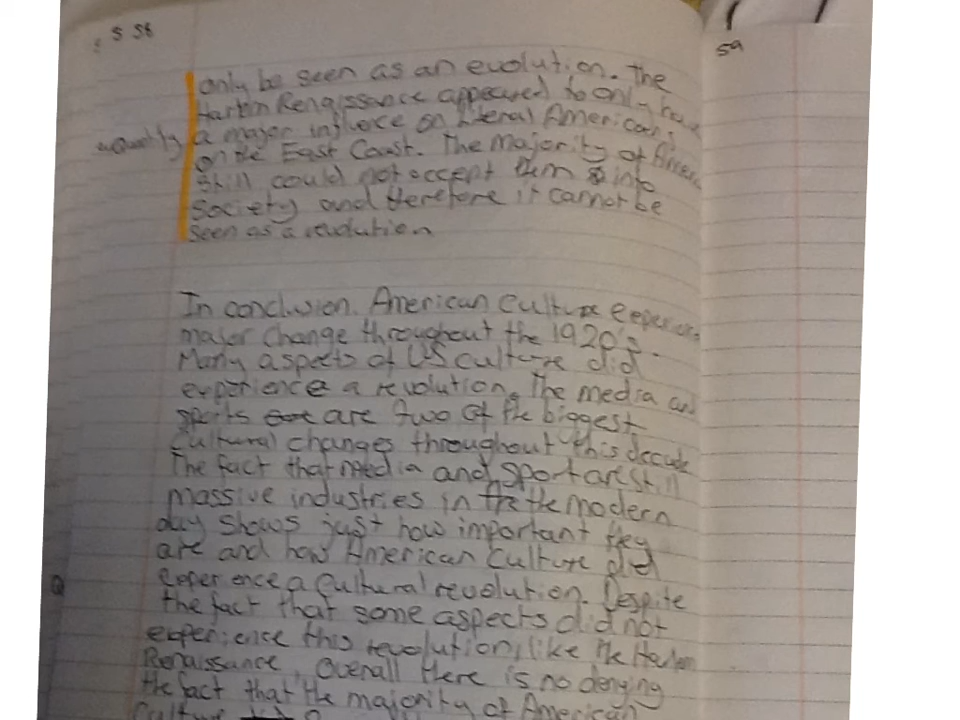 5 56
59
only be seen as an evolution. The
Harlem Renaissance appeared to only have
a major influence on literal Americans
on the East Coast. The majority of Americ
still could not accept them into
society and therefore it cannot be
seen as a revolution
In conclusion. American culture experience
major change throughout the 1920's.
Many aspects of US culture did
experience a revolution. The media and
sports are two of the biggest
cultural changes throughout this decade
The fact that media and sport are still
massive industries in the modern
day shows just how important they
are and how American culture did
experience a cultural revolution. Despite
the fact that some aspects did not
experience this revolution, like the Harlem
Renaissance, Overall there is no denying
the fact that the majority of American
Culture